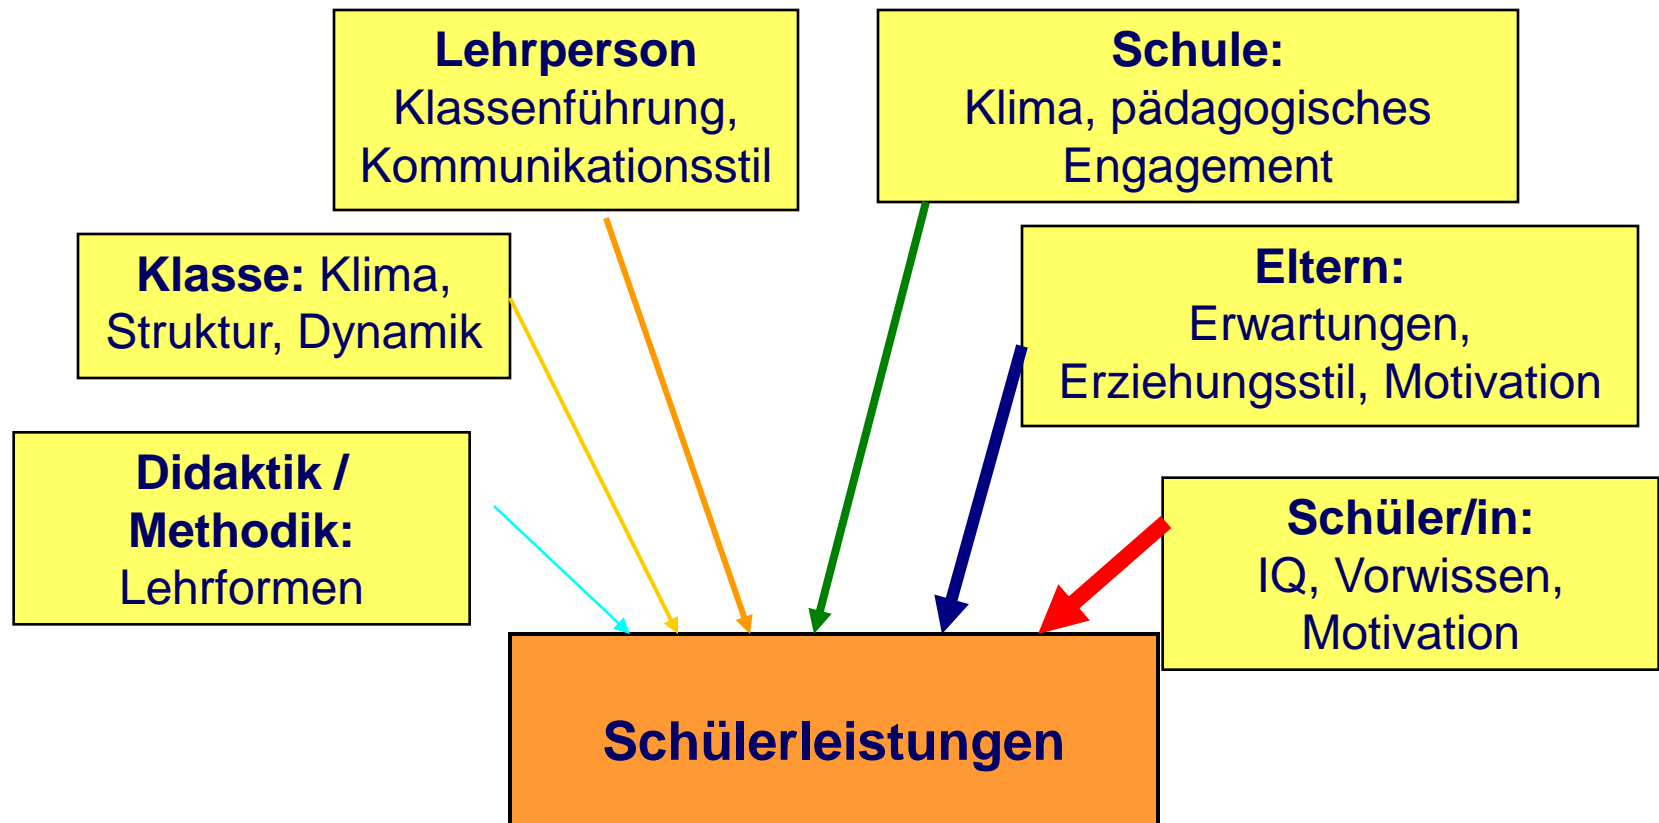 Lehrperson
Klassenführung,
Kommunikationsstil
Schule:
Klima, pädagogisches
Engagement
Klasse: Klima,
Struktur, Dynamik
Eltern:
Erwartungen,
Erziehungsstil, Motivation
Didaktik /
Methodik:
Lehrformen
Schüler/in:
IQ, Vorwissen,
Motivation
Schülerleistungen